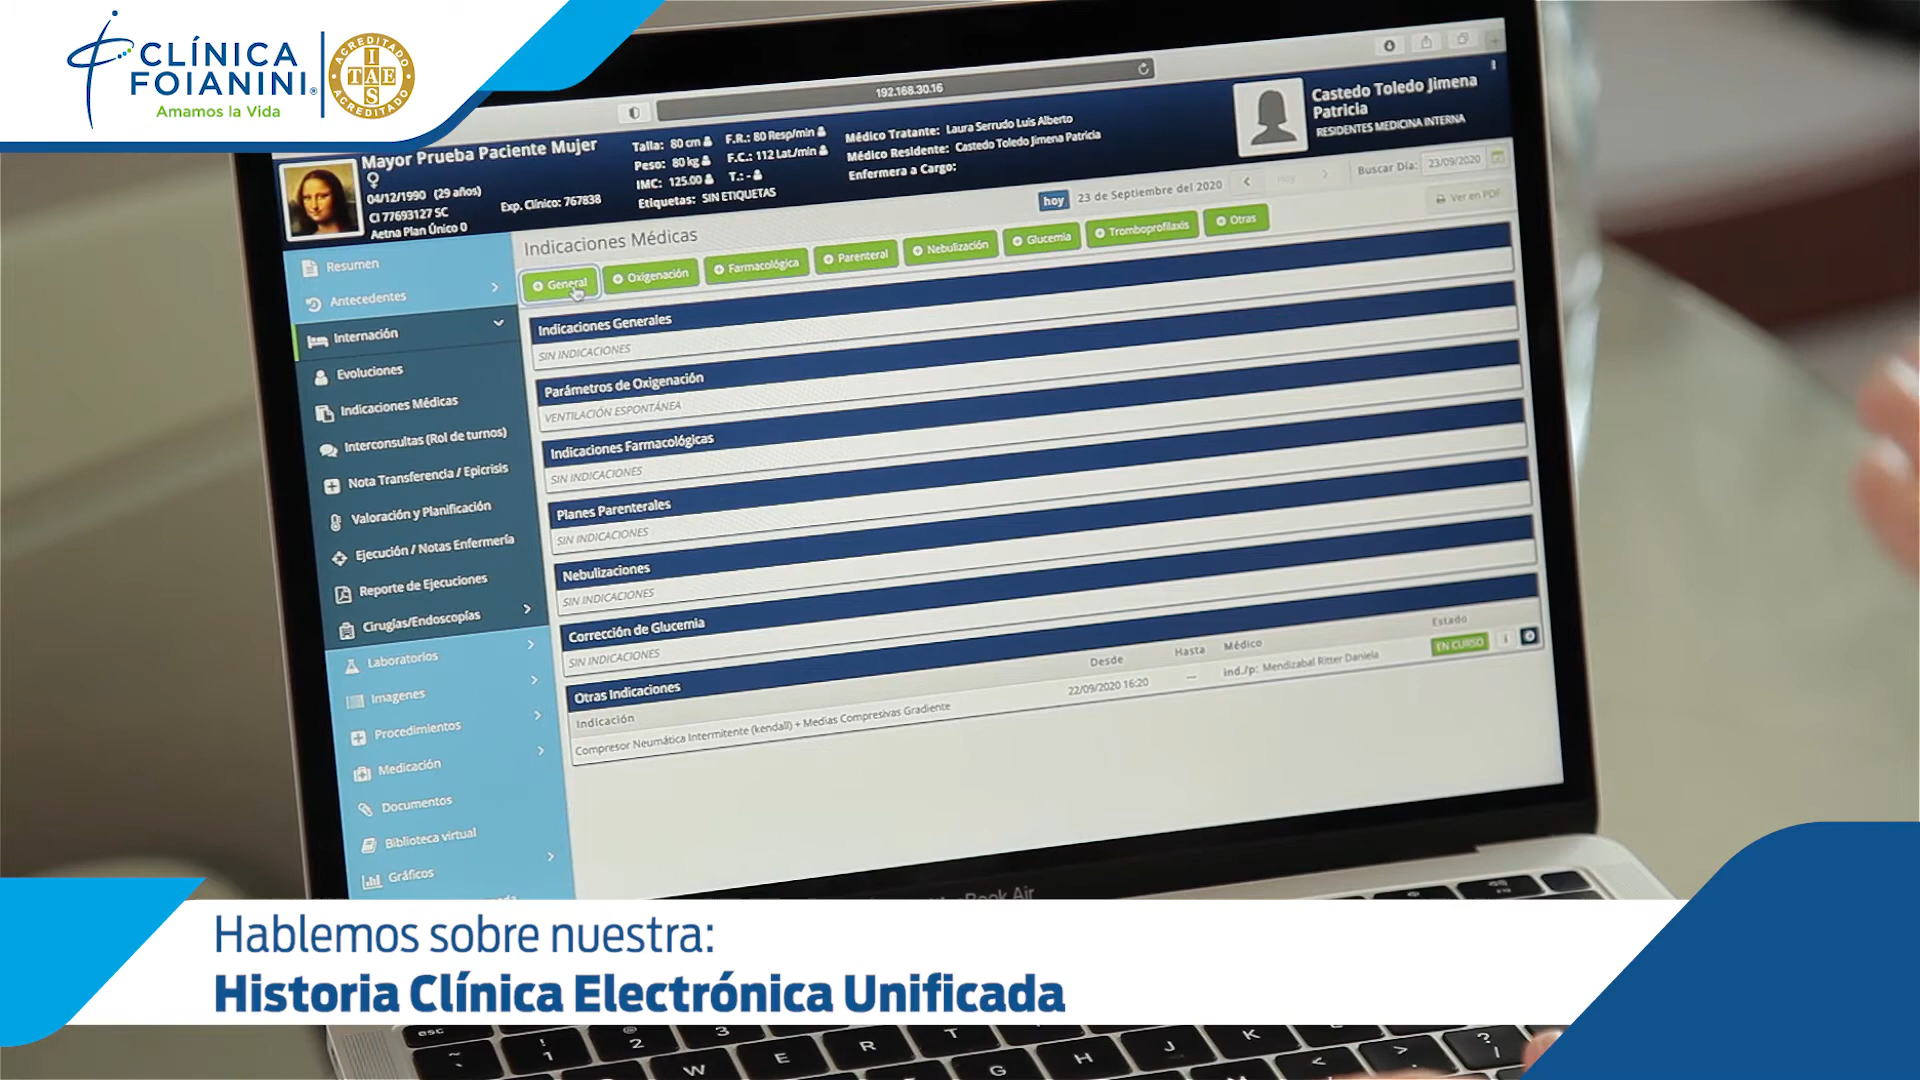 CLÍNICA
FOIANINI®
Amamos la Vida
ACREDITADO
ITAES
ACREDITADO
192.168.30.16
Mayor Prueba Paciente Mujer
04/12/1990 (29 años)
CI 77693127 SC
Aetna Plan Único 0
Exp. Clínico: 767838
Talla: 80 cm
Peso: 80 kg
IMC: 125.00
Etiquetas: SIN ETIQUETAS
F.R.: 80 Resp/min
F.C.: 112 Lat./min
T.: -
Médico Tratante: Laura Serrudo Luis Alberto
Médico Residente: Castedo Toledo Jimena Patricia
Enfermera a Cargo:
Castedo Toledo Jimena
Patricia
RESIDENTES MEDICINA INTERNA
hoy 23 de Septiembre del 2020 < Hoy >
Buscar Día: 23/09/2020
Ver en PDF
Resumen
Antecedentes
Internación
Evoluciones
Indicaciones Médicas
Interconsultas (Rol de turnos)
Nota Transferencia / Epicrisis
Valoración y Planificación
Ejecución / Notas Enfermería
Reporte de Ejecuciones
Cirugías/Endoscopías
Laboratorios
Imagenes
Procedimientos
Medicación
Documentos
Biblioteca virtual
Gráficos
Indicaciones Médicas
General Oxigenación Farmacológica Parenteral Nebulización Glucemia Tromboprofilaxis Otras
Indicaciones Generales
SIN INDICACIONES
Parámetros de Oxigenación
VENTILACIÓN ESPONTÁNEA
Indicaciones Farmacológicas
SIN INDICACIONES
Planes Parenterales
SIN INDICACIONES
Nebulizaciones
SIN INDICACIONES
Corrección de Glucemia
SIN INDICACIONES
Otras Indicaciones
Indicación Desde Hasta Médico Estado
Compresor Neumática Intermitente (kendall) + Medias Compresivas Gradiente 22/09/2020 16:20 — ind./p: Mendizabal Ritter Daniela EN CURSO
Book Air
Hablemos sobre nuestra:
Historia Clínica Electrónica Unificada
esc
~ ! 1 @ 2 3
W E R T
G H J K
< > ?